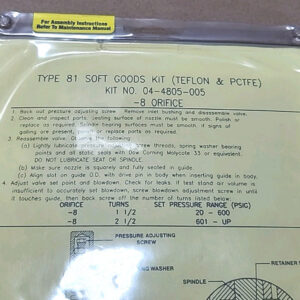 For Assembly Instructions
Refer to Maintenance Manual
TYPE 81 SOFT GOODS KIT (TEFLON & PCTFE)
KIT NO. 04-4805-005
-8 ORIFICE
1. Back out pressure adjusting screw. Remove inlet bushing and disassemble valve.
2. Clean and inspect parts: seating surface of nozzle must be smooth. Polish or
replace as required. Spindle bearing surfaces must be smooth. if signs of
galling are present, or replace parts as required.
3. Reassemble, observing the following:
(a) Lightly lubricate screw threads, spring washer bearing
points and all static seals with Dow Corning Molycote 33 or equivalent.
DO NOT LUBRICATE SEAT OR SPINDLE.
(b) Make sure nozzle is squarely and fully seated in guide.
(c) Align slot on guide O.D. with drive pin in body when inserting guide in body.
4. Adjust valve set point and blowdown. Check for leaks. If test stand air volume is
insufficient to accurately set blowdown, screw blowdown adjustment screw in until
it touches guide, then back screw off the number of turns listed below.
ORIFICE TURNS SET PRESSURE RANGE (PSIG)
-8 1 1/2 20 - 600
-8 2 1/2 601 - UP
PRESSURE ADJUSTING
SCREW
WASHER
RETAINER
SPINDLE